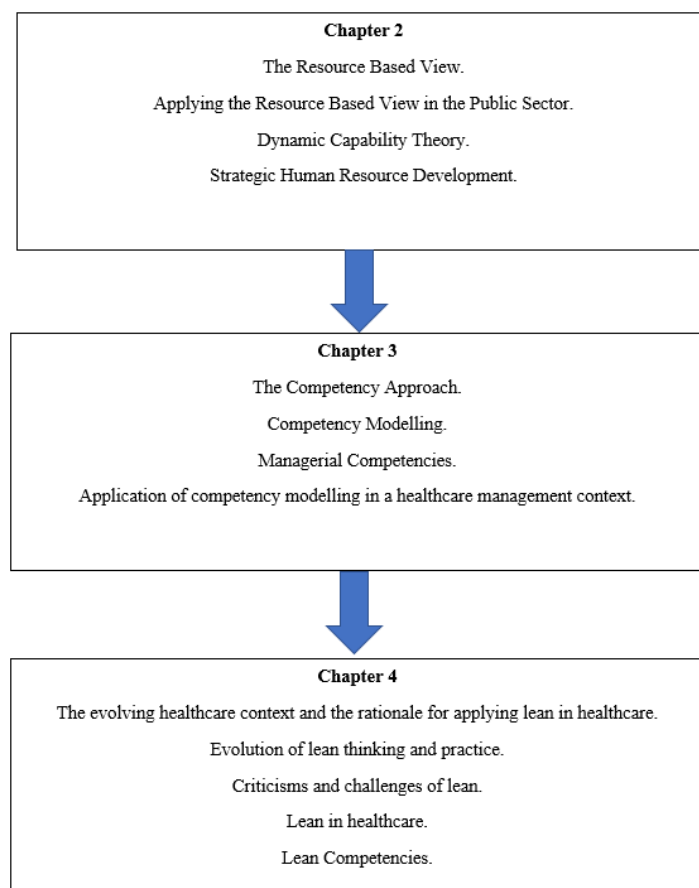 Chapter 2
The Resource Based View.
Applying the Resource Based View in the Public Sector.
Dynamic Capability Theory.
Strategic Human Resource Development.
Chapter 3
The Competency Approach.
Competency Modelling.
Managerial Competencies.
Application of competency modelling in a healthcare management context.
Chapter 4
The evolving healthcare context and the rationale for applying lean in healthcare.
Evolution of lean thinking and practice.
Criticisms and challenges of lean.
Lean in healthcare.
Lean Competencies.